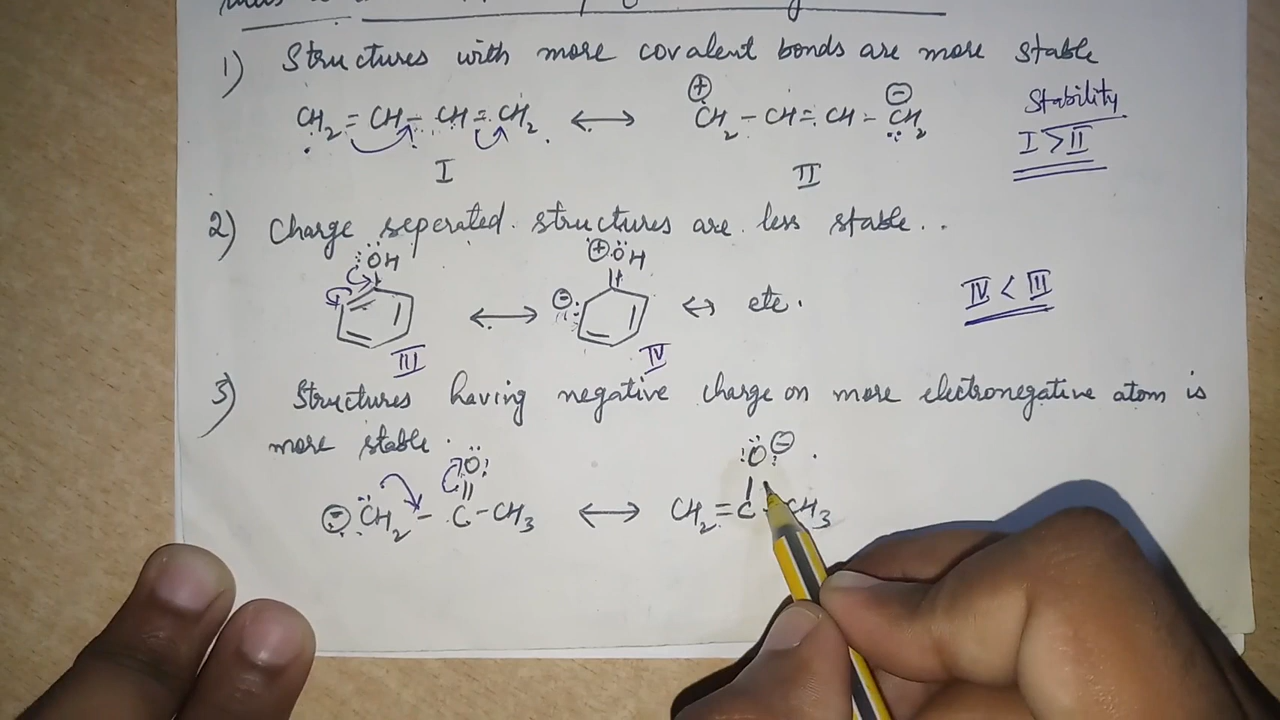 1) Structures with more covalent bonds are more stable
CH2 = CH - CH = CH2 ↔ ⊕CH2 - CH = CH - CH2⊖ Stability
I II I > II
2) Charge seperated structures are less stable..
:ÖH ⊕ÖH
↔ ⊖ ↔ etc. IV < III
III IV
3) Structures having negative charge on more electronegative atom is
more stable.
Ö: :Ö⊖
⊖CH2 - C - CH3 ↔ CH2 = C - CH3